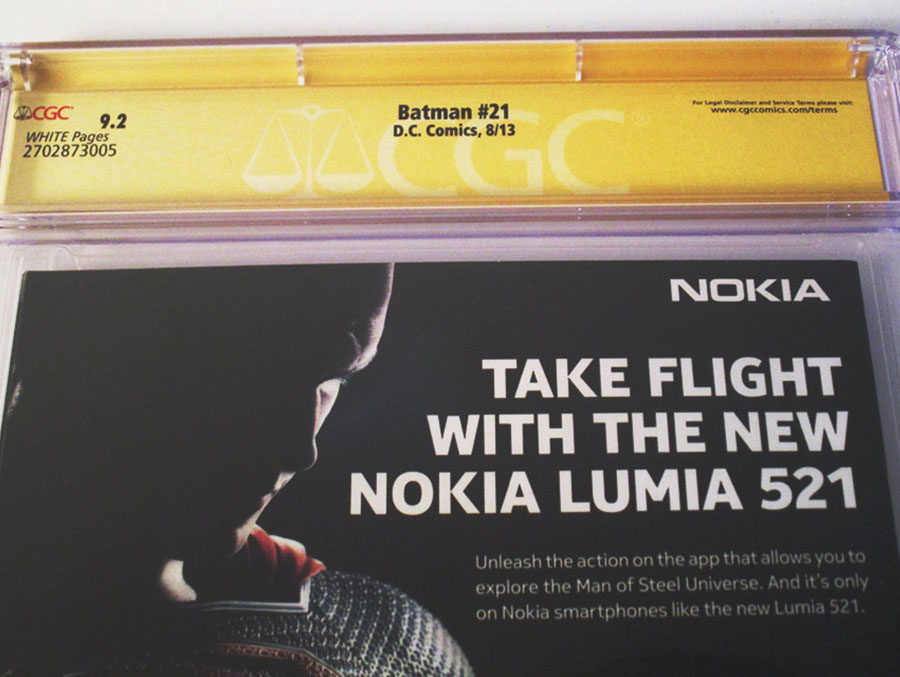 CGC
9.2
WHITE Pages
2702873005
Batman #21
D.C. Comics, 8/13
For Legal Disclaimer and Service Terms please visit:
www.cgccomics.com/terms
CGC
NOKIA
TAKE FLIGHT
WITH THE NEW
NOKIA LUMIA 521
Unleash the action on the app that allows you to
explore the Man of Steel Universe. And it's only
on Nokia smartphones like the new Lumia 521.